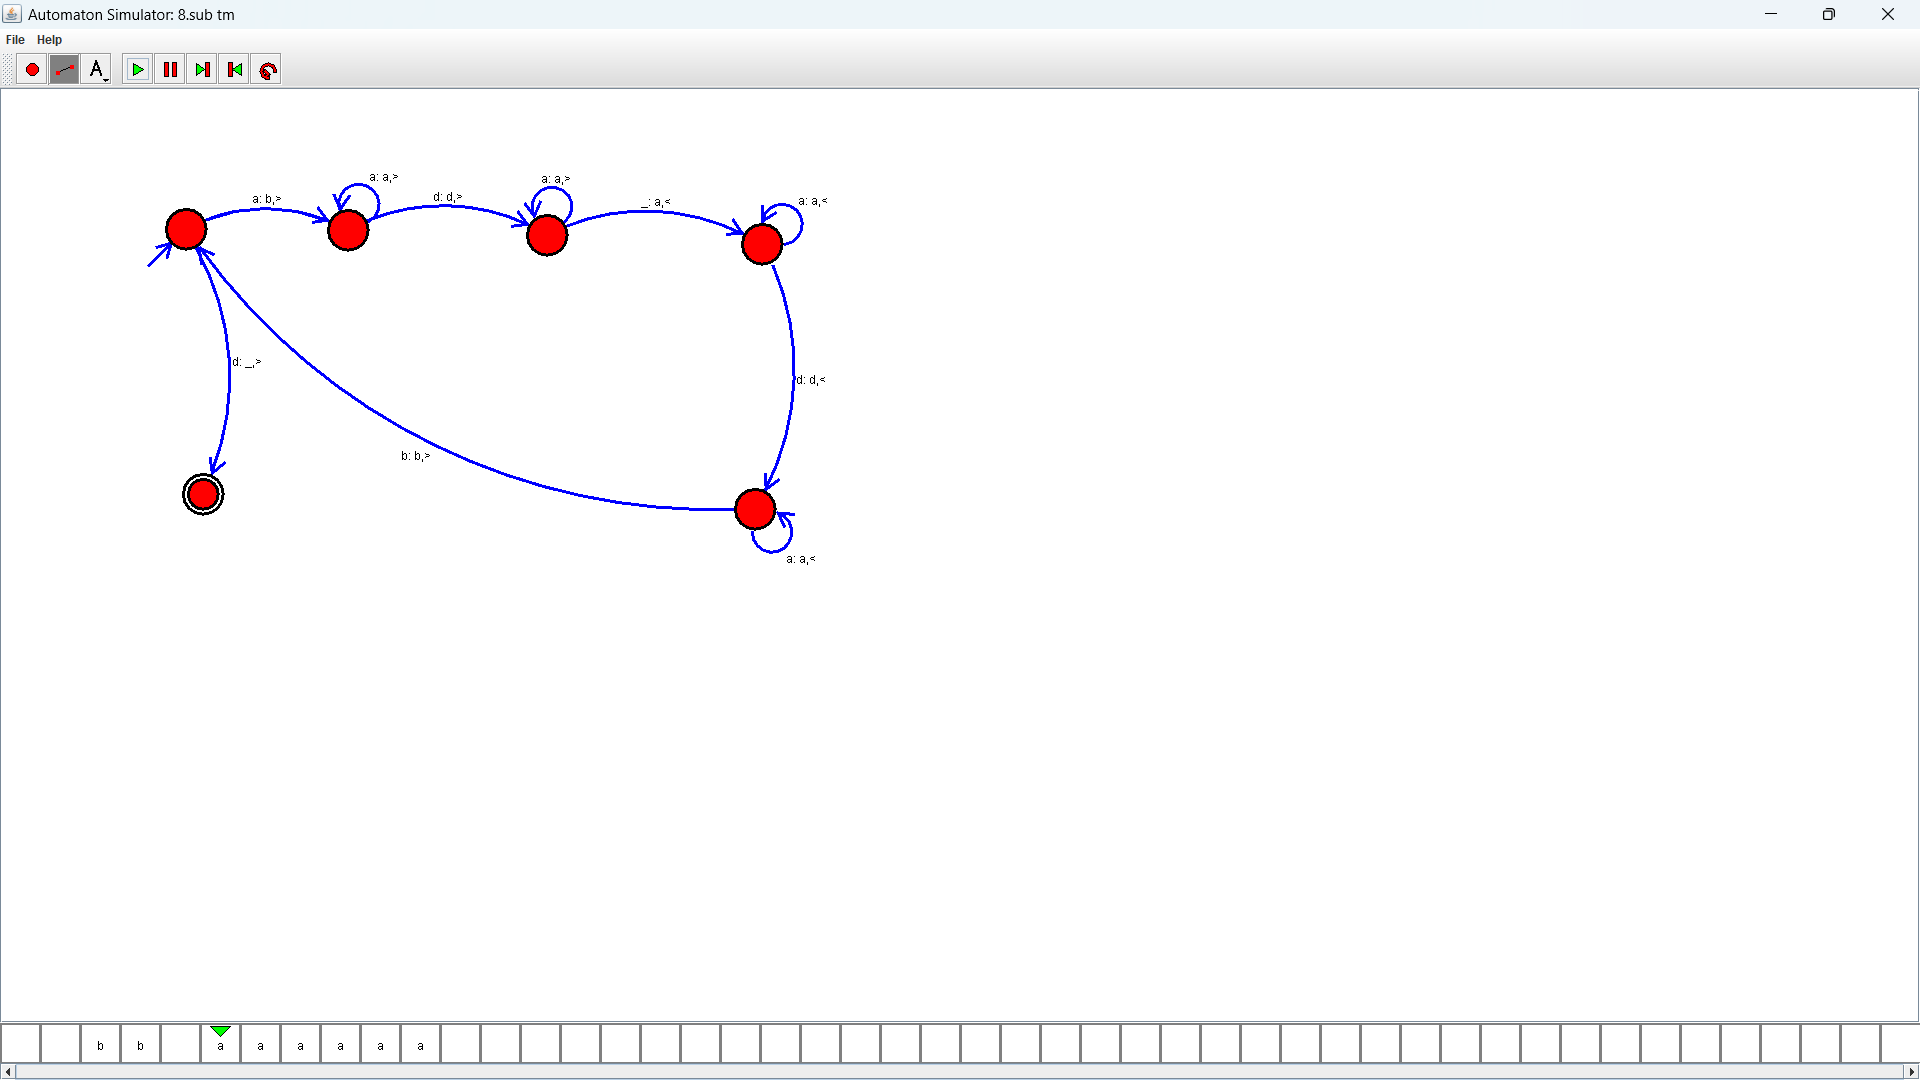 Automaton Simulator: 8.sub tm
File Help
A
a: a,>
a: a,>
a: b,>
d: d,>
_: a,<
a: a,<
d: _,>
d: d,<
b: b,>
a: a,<
b b a a a a a a